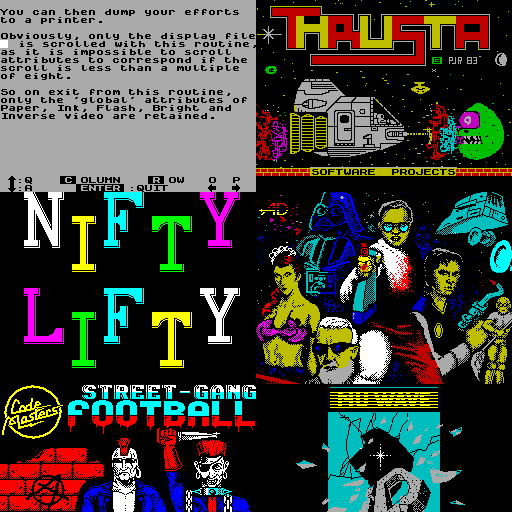 You can then dump your efforts
to a printer.
Obviously, only the display file
is scrolled with this routine,
as it is impossible to scroll
attributes to correspond if the
scroll is less than a multiple
of eight.
So on exit from this routine,
only the 'global' attributes of
Paper, Ink, Flash, Bright and
Inverse video are retained.
↑:Q C OLUMN R OW O P
↓:A ENTER :QUIT ← →
THRUSTA
© PJR 83
SOFTWARE PROJECTS
NIFTY
LIFTY
AD
Code
Masters
STREET-GANG
FOOTBALL
NU WAVE